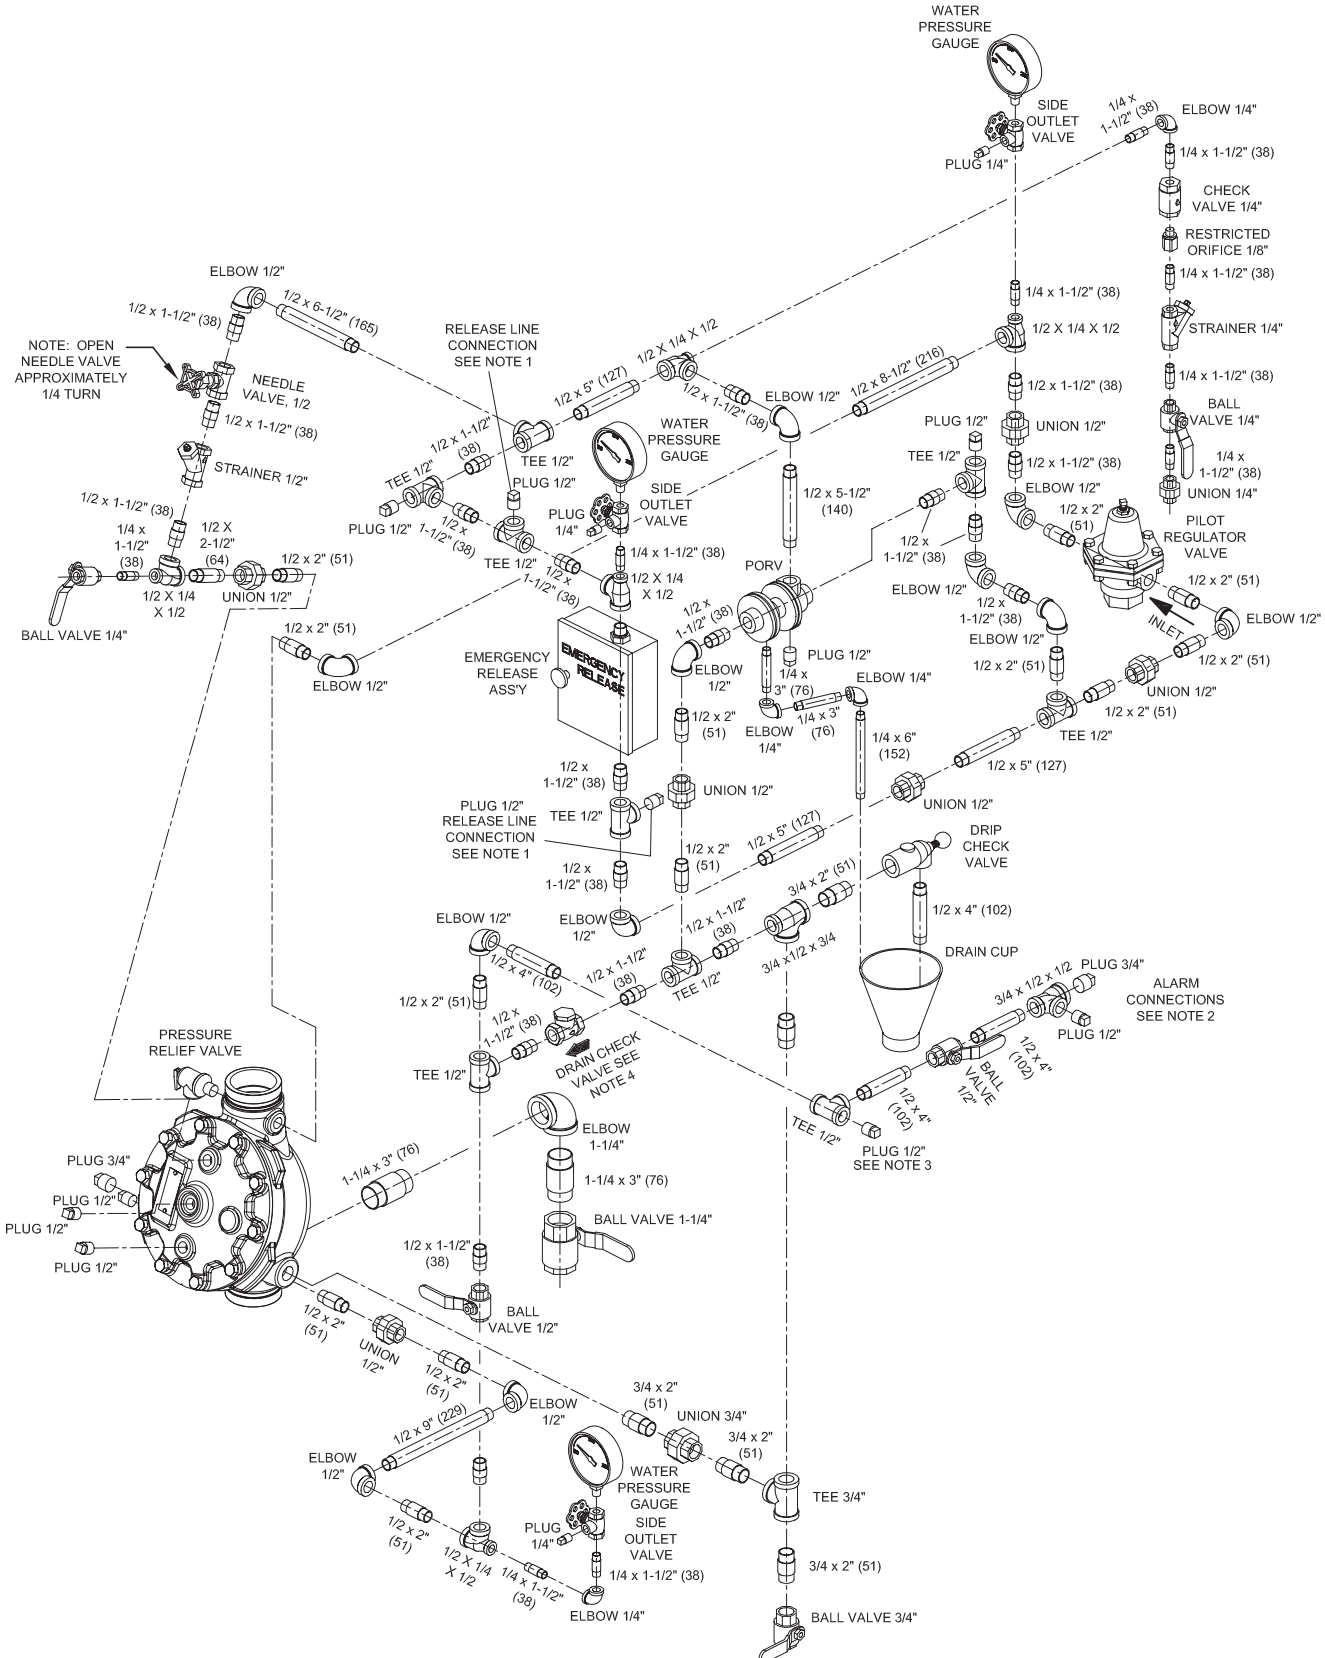 WATER
PRESSURE
GAUGE
SIDE
OUTLET
VALVE
PLUG 1/4"
1/4 x
1-1/2" (38)
ELBOW 1/4"
1/4 x 1-1/2" (38)
CHECK
VALVE 1/4"
RESTRICTED
ORIFICE 1/8"
1/4 x 1-1/2" (38)
STRAINER 1/4"
1/4 x 1-1/2" (38)
BALL
VALVE 1/4"
1/4 x
1-1/2" (38)
UNION 1/4"
PILOT
REGULATOR
VALVE
1/4 x 1-1/2" (38)
1/2 X 1/4 X 1/2
1/2 x 1-1/2" (38)
UNION 1/2"
1/2 x 1-1/2" (38)
ELBOW 1/2"
1/2 x 2"
(51)
1/2 x 2" (51)
INLET
ELBOW 1/2"
1/2 x 2" (51)
UNION 1/2"
1/2 x 2" (51)
TEE 1/2"
1/2 x 5" (127)
UNION 1/2"
ELBOW 1/2"
1/2 x 6-1/2" (165)
1/2 x 1-1/2" (38)
NOTE: OPEN
NEEDLE VALVE
APPROXIMATELY
1/4 TURN
NEEDLE
VALVE, 1/2
1/2 x 1-1/2" (38)
STRAINER 1/2"
1/2 x 1-1/2" (38)
1/4 x
1-1/2"
(38)
1/2 X
2-1/2"
(64)
1/2 x 2" (51)
UNION 1/2"
1/2 X 1/4
X 1/2
BALL VALVE 1/4"
1/2 x 2" (51)
ELBOW 1/2"
RELEASE LINE
CONNECTION
SEE NOTE 1
1/2 x 5" (127)
1/2 X 1/4 X 1/2
1/2 x 1-1/2"
(38)
ELBOW 1/2"
1/2 x 8-1/2" (216)
1/2 x 1-1/2"
(38)
TEE 1/2"
TEE 1/2"
PLUG 1/2"
PLUG 1/2"
1/2 x
1-1/2"
(38)
TEE 1/2"
1/2 x
1-1/2"
(38)
WATER
PRESSURE
GAUGE
SIDE
OUTLET
VALVE
PLUG
1/4"
1/4 x 1-1/2" (38)
1/2 X 1/4
X 1/2
1/2 x 5-1/2"
(140)
PLUG 1/2"
TEE 1/2"
1/2 x
1-1/2" (38)
ELBOW 1/2"
1/2 x
1-1/2" (38)
ELBOW 1/2"
1/2 x 2" (51)
PORV
1/2 x
1-1/2" (38)
ELBOW
1/2"
PLUG 1/2"
1/4 x
3" (76)
ELBOW
1/4"
1/4 x 3"
(76)
ELBOW 1/4"
1/4 x 6"
(152)
EMERGENCY
RELEASE
ASS'Y
EMERGENCY
RELEASE
1/2 x 2"
(51)
1/2 x
1-1/2" (38)
UNION 1/2"
PLUG 1/2"
RELEASE LINE
CONNECTION
SEE NOTE 1
TEE 1/2"
1/2 x
1-1/2" (38)
1/2 x 2"
(51)
1/2 x 5" (127)
ELBOW
1/2"
DRIP
CHECK
VALVE
3/4 x 2" (51)
1/2 x 4" (102)
DRAIN CUP
3/4 x1/2 x 3/4
1/2 x 1-1/2"
(38)
TEE 1/2"
1/2 x 1-1/2"
(38)
ELBOW 1/2"
1/2 x 4" (102)
1/2 x 2" (51)
1/2 x
1-1/2" (38)
TEE 1/2"
DRAIN CHECK
VALVE SEE
NOTE 4
3/4 x 1/2 x 1/2
PLUG 3/4"
PLUG 1/2"
ALARM
CONNECTIONS
SEE NOTE 2
1/2 x 4"
(102)
BALL
VALVE
1/2"
1/2 x 4"
(102)
TEE 1/2"
PLUG 1/2"
SEE NOTE 3
PRESSURE
RELIEF VALVE
PLUG 3/4"
PLUG 1/2"
PLUG 1/2"
PLUG 1/2"
1-1/4 x 3" (76)
ELBOW
1-1/4"
1-1/4 x 3" (76)
BALL VALVE 1-1/4"
1/2 x 1-1/2"
(38)
BALL
VALVE 1/2"
1/2 x 2"
(51)
UNION
1/2"
1/2 x 2"
(51)
ELBOW
1/2"
1/2 x 9" (229)
ELBOW
1/2"
1/2 x 2"
(51)
1/2 X 1/4
X 1/2
1/4 x 1-1/2"
(38)
WATER
PRESSURE
GAUGE
SIDE
OUTLET
VALVE
PLUG
1/4"
1/4 x 1-1/2" (38)
ELBOW 1/4"
3/4 x 2"
(51)
UNION 3/4"
3/4 x 2"
(51)
TEE 3/4"
3/4 x 2" (51)
BALL VALVE 3/4"